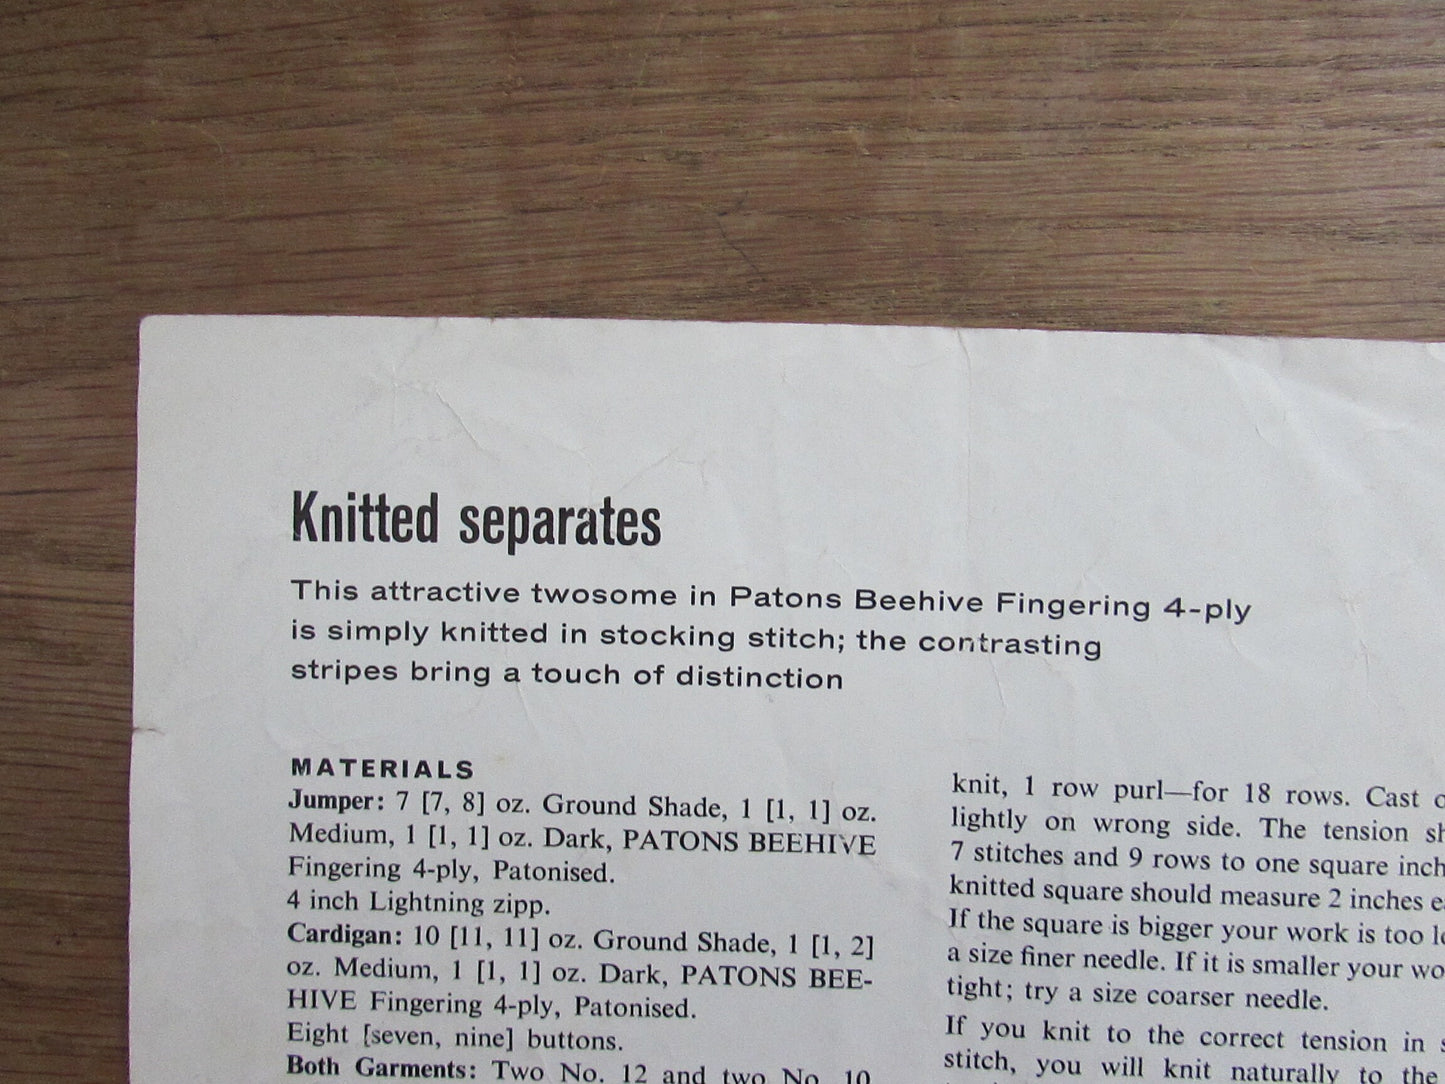 Knitted separates
This attractive twosome in Patons Beehive Fingering 4-ply
is simply knitted in stocking stitch; the contrasting
stripes bring a touch of distinction
MATERIALS
Jumper: 7 [7, 8] oz. Ground Shade, 1 [1, 1] oz.
Medium, 1 [1, 1] oz. Dark, PATONS BEEHIVE
Fingering 4-ply, Patonised.
4 inch Lightning zipp.
Cardigan: 10 [11, 11] oz. Ground Shade, 1 [1, 2]
oz. Medium, 1 [1, 1] oz. Dark, PATONS BEE-
HIVE Fingering 4-ply, Patonised.
Eight [seven, nine] buttons.
Both Garments: Two No. 12 and two No. 10
knit, 1 row purl—for 18 rows. Cast
lightly on wrong side. The tension
7 stitches and 9 rows to one square inch
knitted square should measure 2 inches
If the square is bigger your work is too
a size finer needle. If it is smaller your
tight; try a size coarser needle.
If you knit to the correct tension in
stitch, you will knit naturally to the